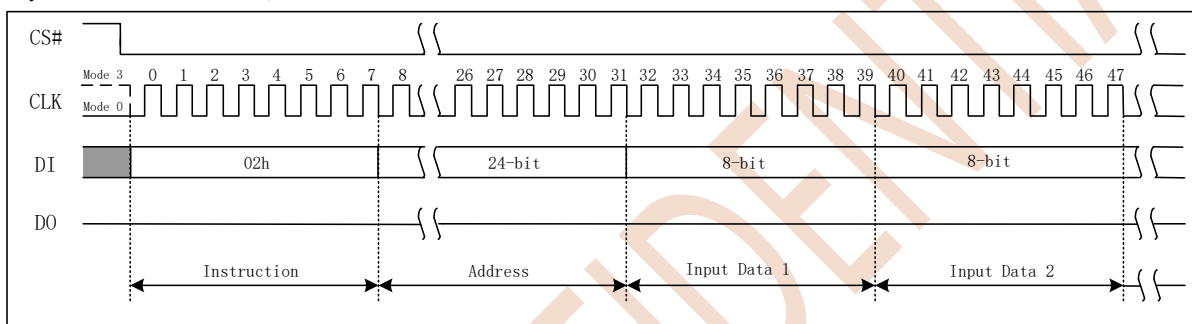 CS#
Mode 3 0 1 2 3 4 5 6 7 8 26 27 28 29 30 31 32 33 34 35 36 37 38 39 40 41 42 43 44 45 46 47
CLK
Mode 0
DI 02h 24-bit 8-bit 8-bit
DO
Instruction Address Input Data 1 Input Data 2